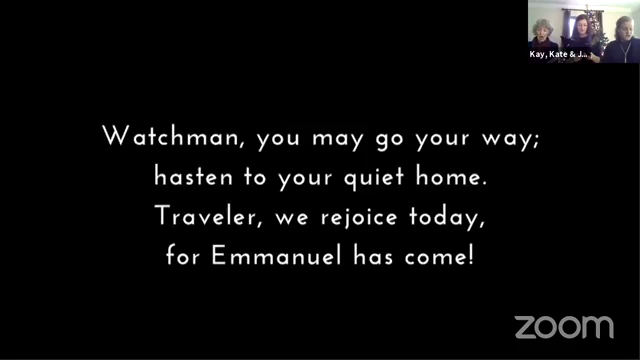 Kay, Kate & J...
Watchman, you may go your way;
hasten to your quiet home.
Traveler, we rejoice today,
for Emmanuel has come!
zoom